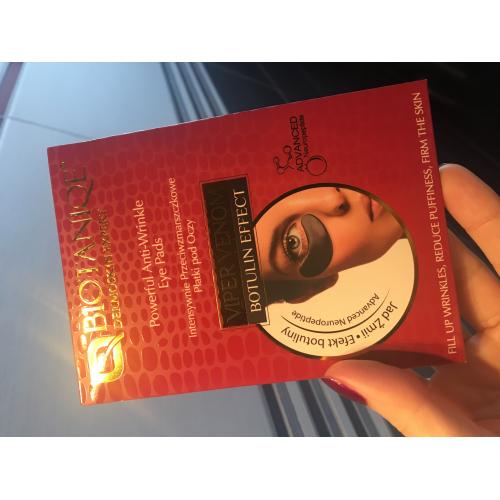 BIOTANIQE
DERMOSKIN EXPERT
Powerful Anti-Wrinkle
Eye Pads
Intensywnie Przeciwzmarszczkowe
Płatki pod Oczy
VIPER VENOM
BOTULIN EFFECT
ADVANCED
Neuropeptide
Advanced Neuropeptide
Jad Żmii • Efekt botuliny
FILL UP WRINKLES, REDUCE PUFFINESS, FIRM THE SKIN